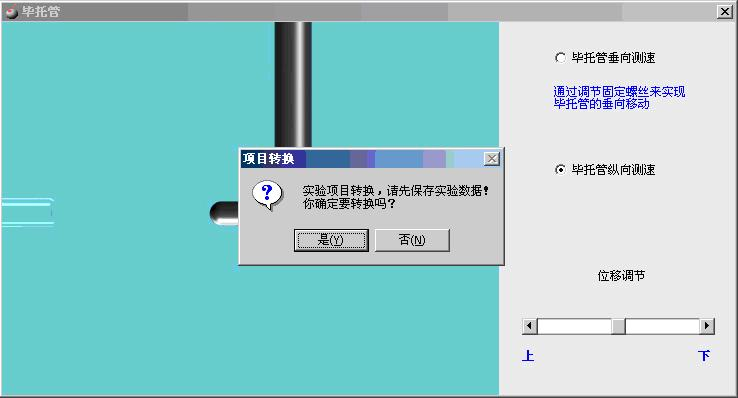 毕托管
毕托管垂向测速
通过调节固定螺丝来实现
毕托管的垂向移动
项目转换
实验项目转换，请先保存实验数据！
你确定要转换吗？
是(Y)
否(N)
毕托管纵向测速
位移调节
上
下